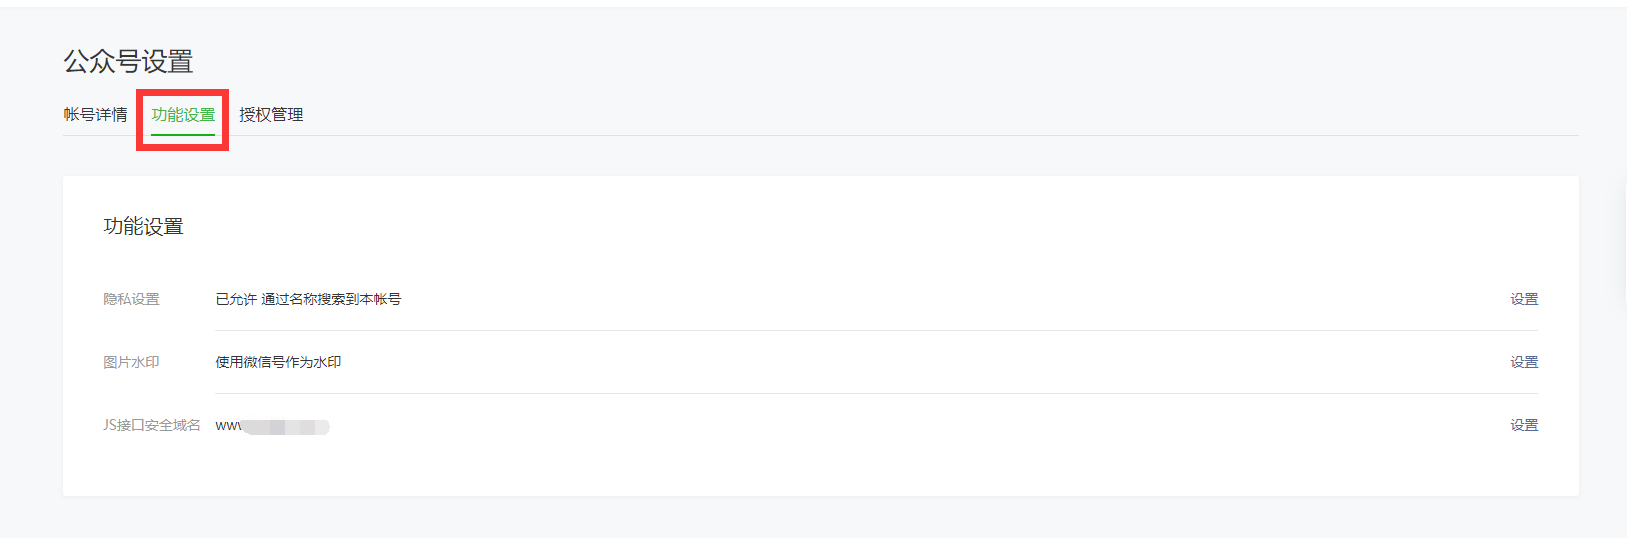 公众号设置
帐号详情 功能设置 授权管理
功能设置
隐私设置 已允许 通过名称搜索到本帐号 设置
图片水印 使用微信号作为水印 设置
JS接口安全域名 www 设置